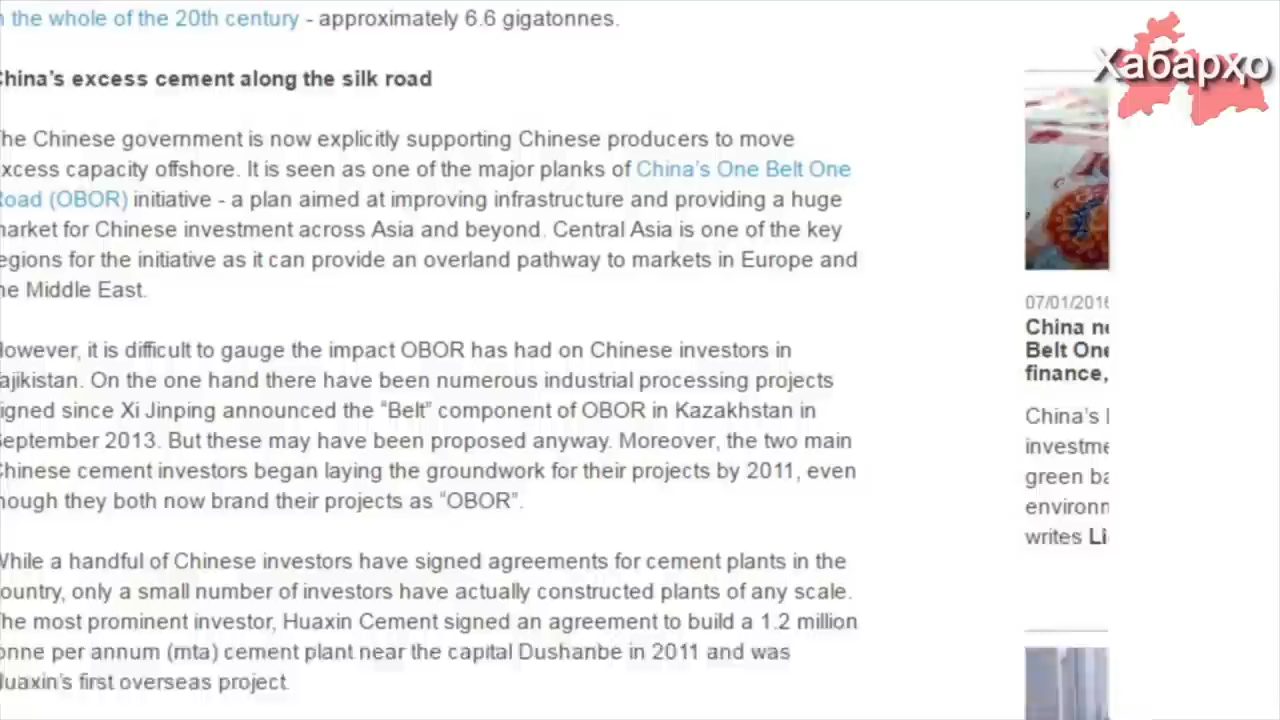 n the whole of the 20th century - approximately 6.6 gigatonnes.
China's excess cement along the silk road
he Chinese government is now explicitly supporting Chinese producers to move
xcess capacity offshore. It is seen as one of the major planks of China's One Belt One
Road (OBOR) initiative - a plan aimed at improving infrastructure and providing a huge
market for Chinese investment across Asia and beyond. Central Asia is one of the key
egions for the initiative as it can provide an overland pathway to markets in Europe and
he Middle East.
However, it is difficult to gauge the impact OBOR has had on Chinese investors in
ajikistan. On the one hand there have been numerous industrial processing projects
igned since Xi Jinping announced the “Belt” component of OBOR in Kazakhstan in
September 2013. But these may have been proposed anyway. Moreover, the two main
Chinese cement investors began laying the groundwork for their projects by 2011, even
hough they both now brand their projects as “OBOR”.
While a handful of Chinese investors have signed agreements for cement plants in the
ountry, only a small number of investors have actually constructed plants of any scale.
The most prominent investor, Huaxin Cement signed an agreement to build a 1.2 million
onne per annum (mta) cement plant near the capital Dushanbe in 2011 and was
Huaxin's first overseas project.
Хабарҳо
07/01/2016
China ne
Belt One
finance,
China's
investme
green ba
environn
writes Li